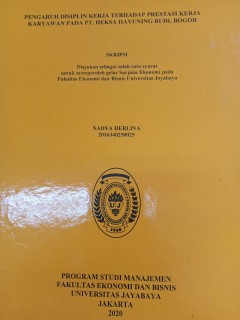 PENGARUH DISIPLIN KERJA TERHADAP PRESTASI KERJA
KARYAWAN PADA PT. HEKSA HAYUNING BUDI, BOGOR
SKRIPSI
Diajukan sebagai salah satu syarat
untuk memperoleh gelar Sarjana Ekonomi pada
Fakultas Ekonomi dan Bisnis Universitas Jayabaya
NADYA HERLINA
2016340250025
PROGRAM STUDI MANAJEMEN
FAKULTAS EKONOMI DAN BISNIS
UNIVERSITAS JAYABAYA
JAKARTA
2020